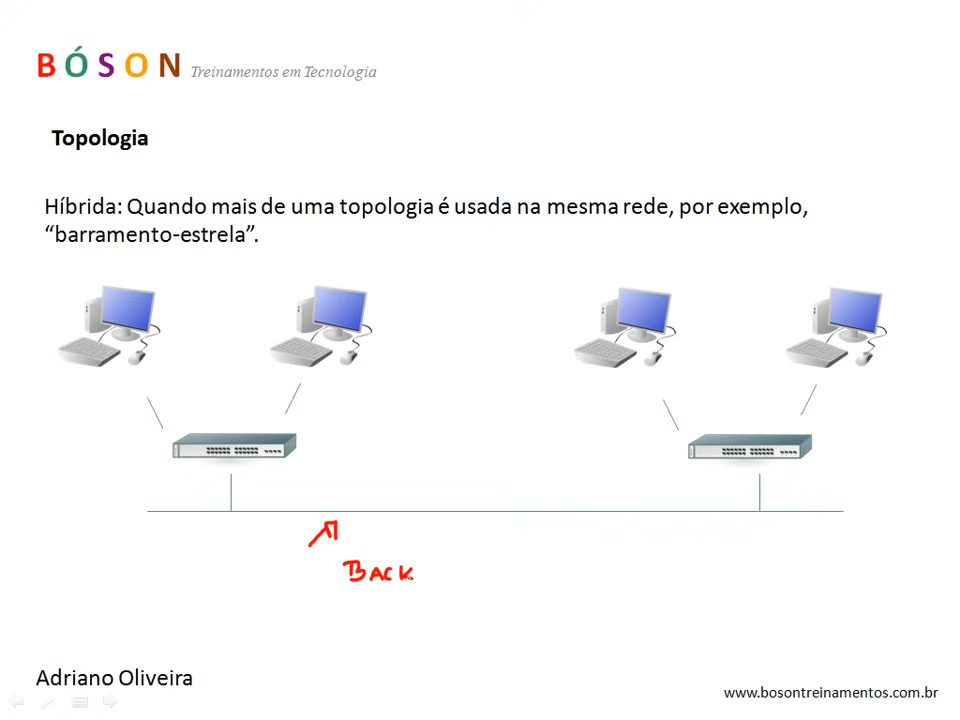 BÓSON Treinamentos em Tecnologia
Topologia
Híbrida: Quando mais de uma topologia é usada na mesma rede, por exemplo,
“barramento-estrela”.
BACK
Adriano Oliveira
www.bosontreinamentos.com.br